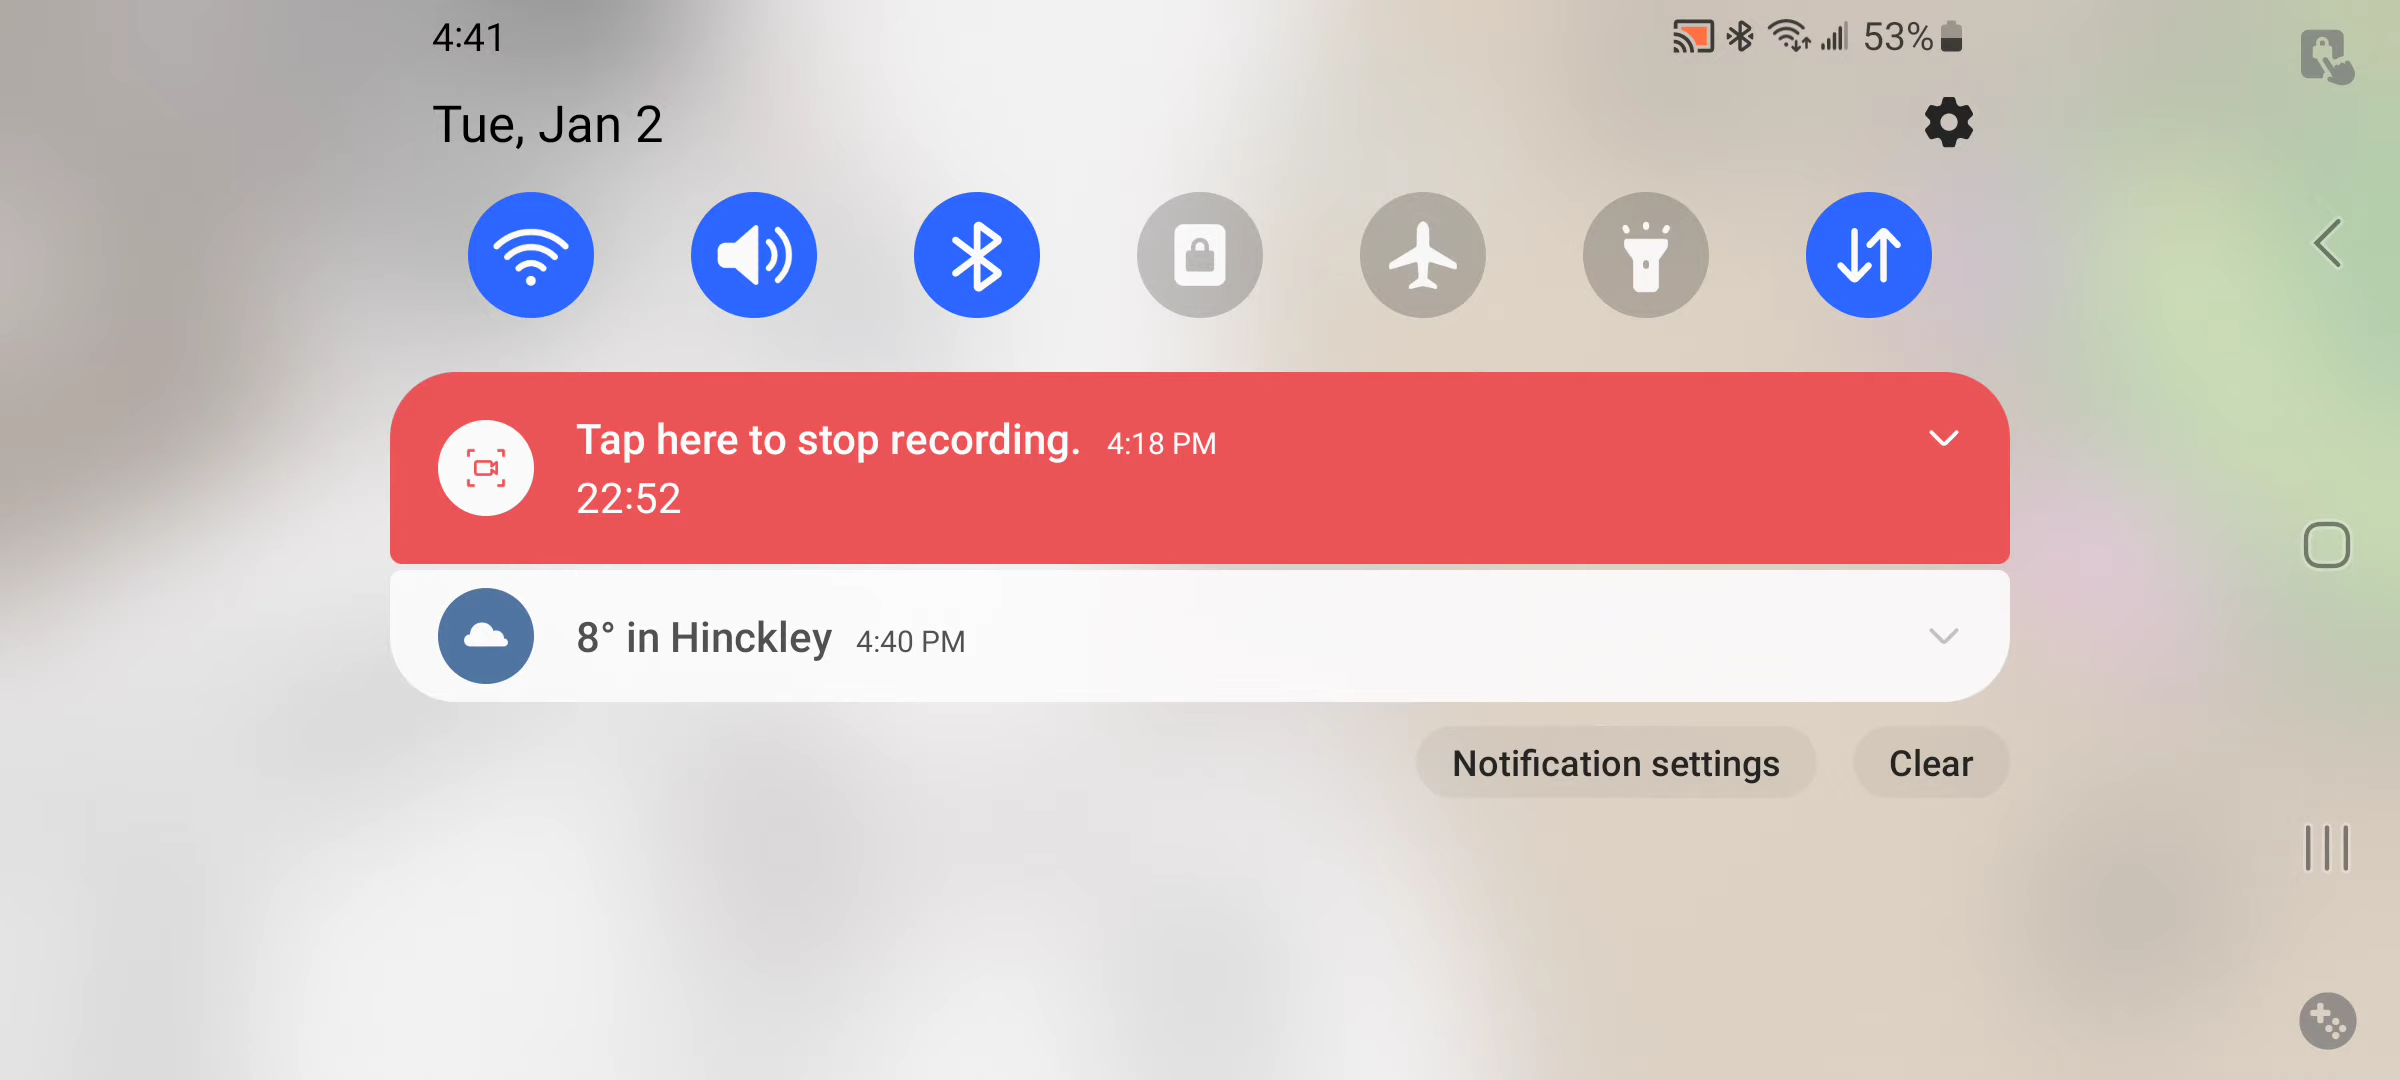 4:41
53%
Tue, Jan 2
Tap here to stop recording. 4:18 PM
22:52
8° in Hinckley 4:40 PM
Notification settings
Clear